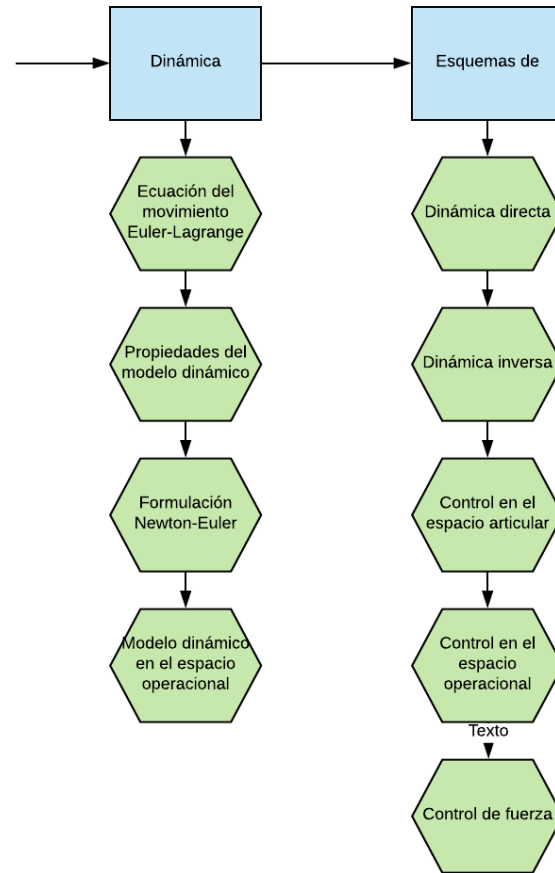 Dinámica
Esquemas de
Ecuación del
movimiento
Euler-Lagrange
Dinámica directa
Propiedades del
modelo dinámico
Dinámica inversa
Formulación
Newton-Euler
Control en el
espacio articular
Modelo dinámico
en el espacio
operacional
Control en el
espacio
operacional
Texto
Control de fuerza